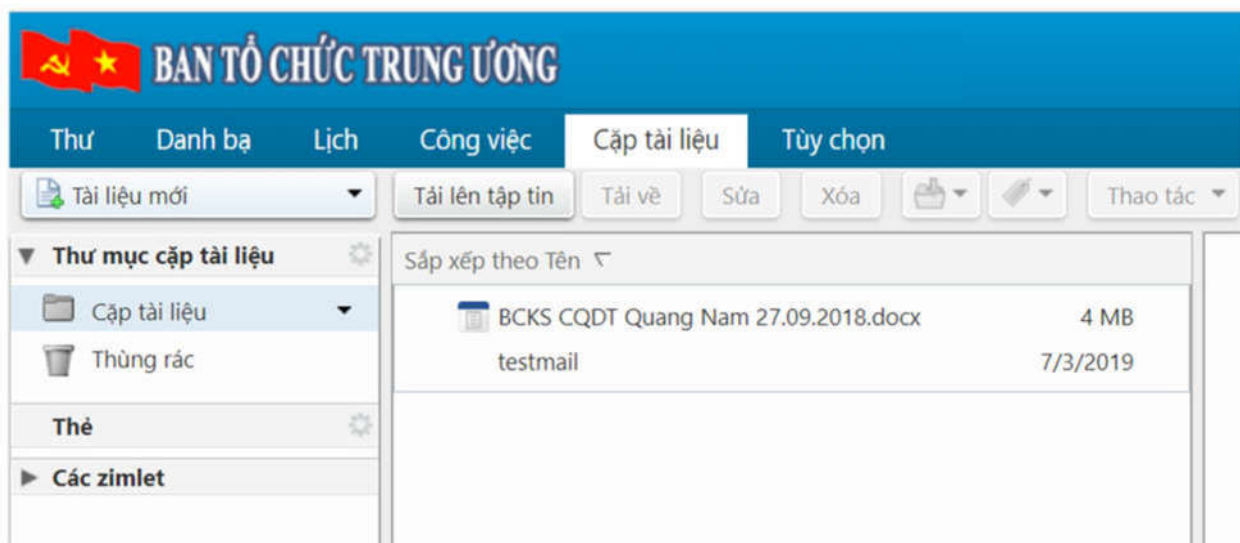 BAN TỔ CHỨC TRUNG ƯƠNG
Thư Danh bạ Lịch Công việc Cặp tài liệu Tùy chọn
Tài liệu mới Tải lên tập tin Tải về Sửa Xóa Thao tác
Thư mục cặp tài liệu
Sắp xếp theo Tên
Cặp tài liệu
BCKS CQDT Quang Nam 27.09.2018.docx 4 MB
Thùng rác
testmail 7/3/2019
Thẻ
Các zimlet